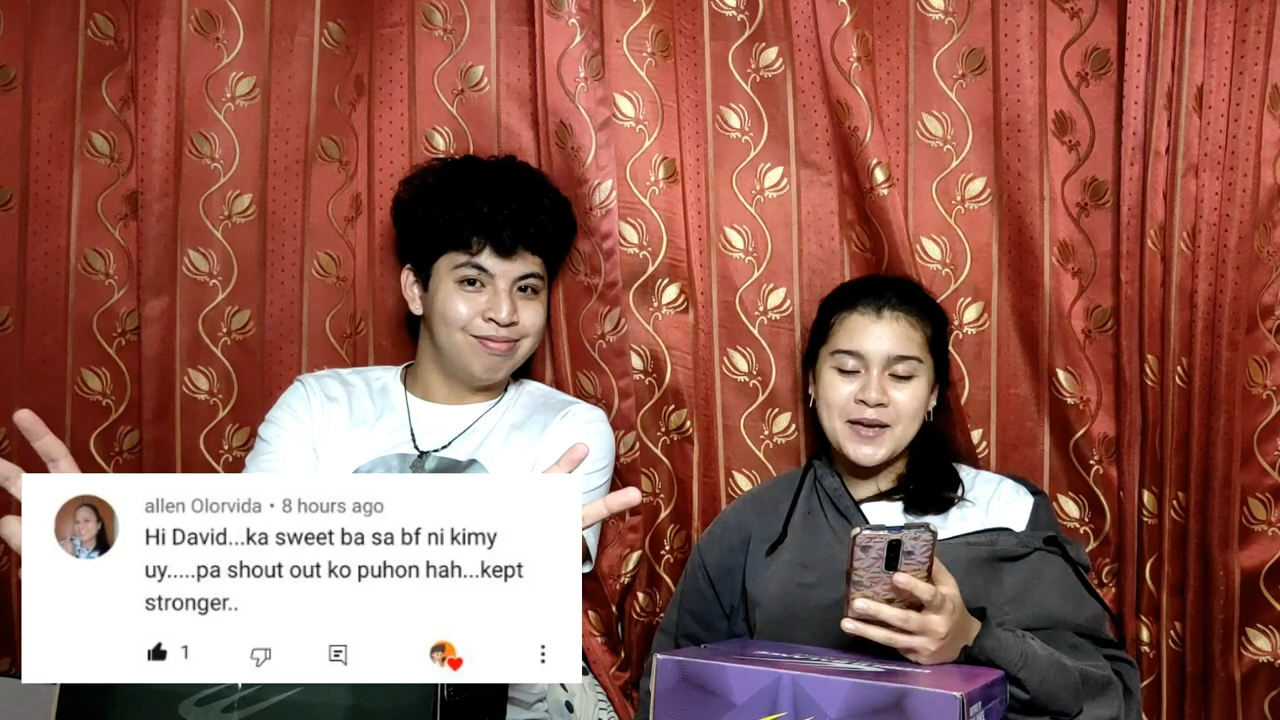 allen Olorvida • 8 hours ago
Hi David...ka sweet ba sa bf ni kimy
uy.....pa shout out ko puhon hah...kept
stronger..
1